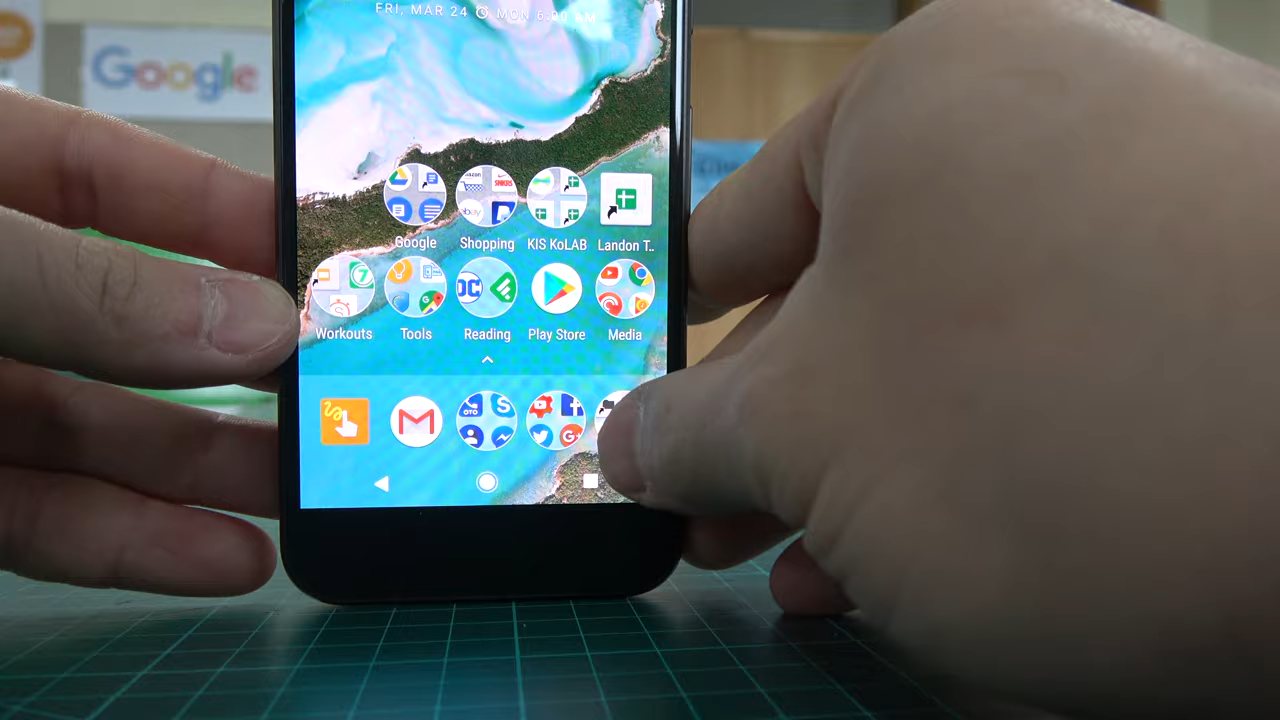 FRI, MAR 24 MON 6:00 AM
Google
Google Shopping KIS KoLAB Landon T..
Workouts Tools Reading Play Store Media